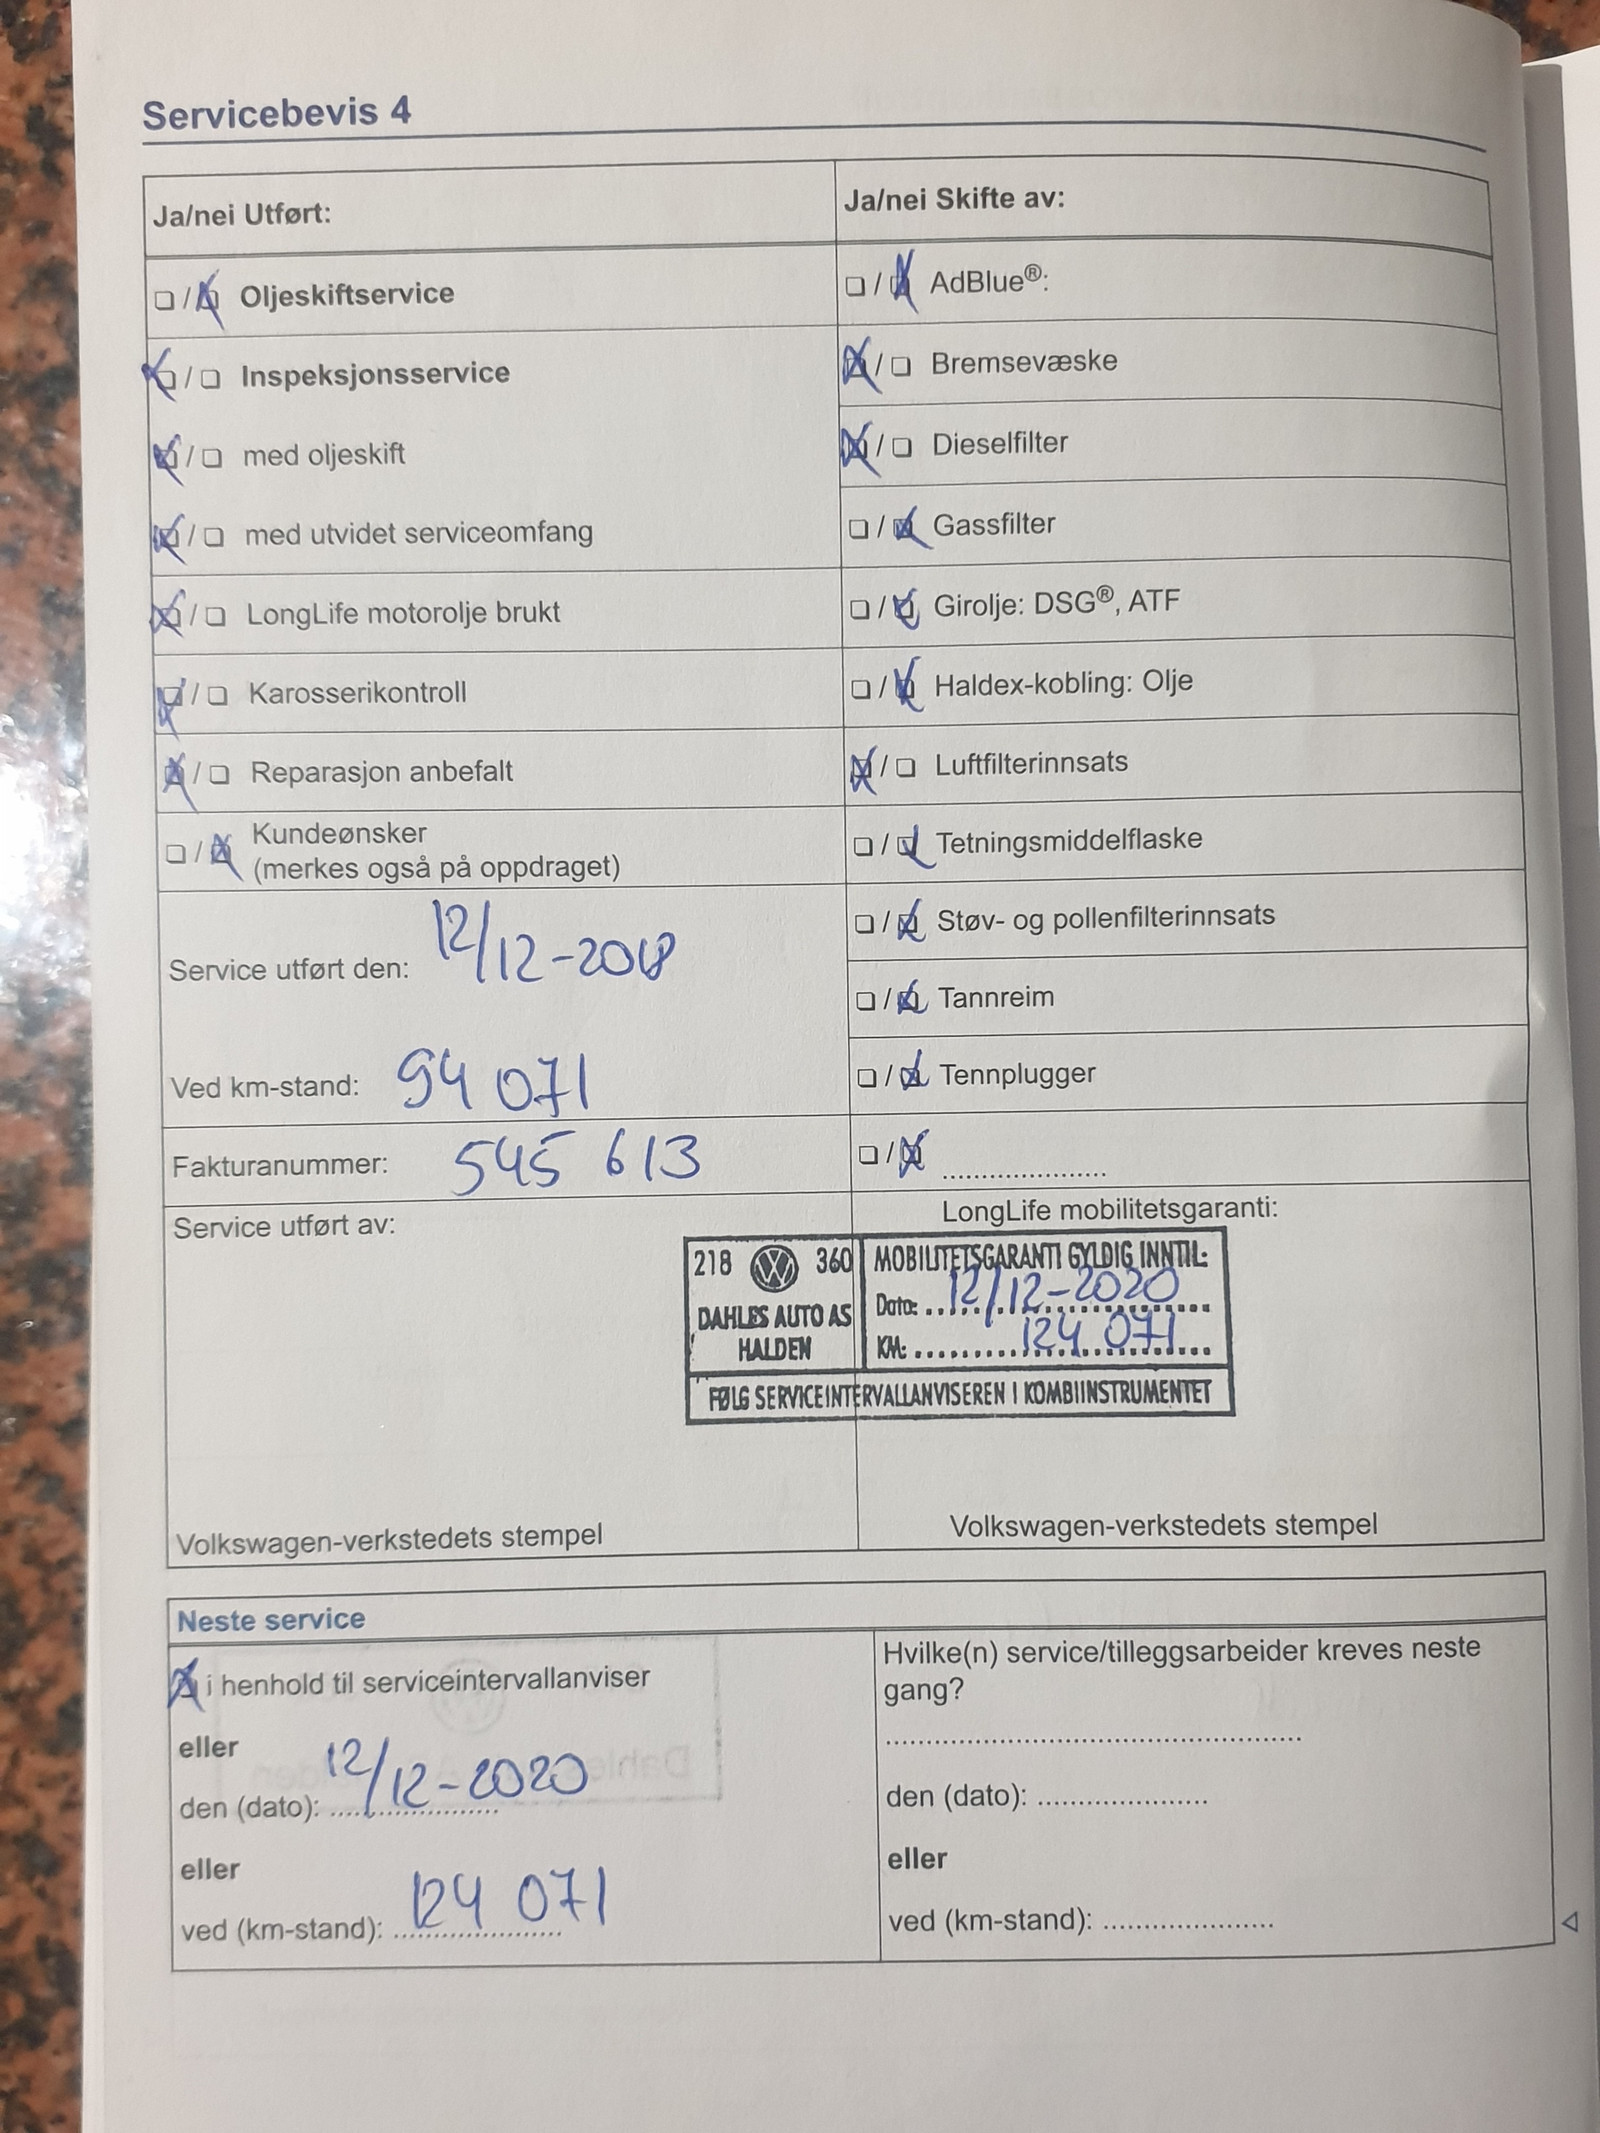 Servicebevis 4
Ja/nei Utført:
Oljeskiftservice
Inspeksjonsservice
med oljeskift
med utvidet serviceomfang
LongLife motorolje brukt
Karosserikontroll
Reparasjon anbefalt
Kundeønsker
(merkes også på oppdraget)
Service utført den: 12/12-2018
Ved km-stand: 94 071
Fakturanummer: 545 613
Service utført av:
Volkswagen-verkstedets stempel
Ja/nei Skifte av:
AdBlue®:
Bremsevæske
Dieselfilter
Gassfilter
Girolje: DSG®, ATF
Haldex-kobling: Olje
Luftfilterinnsats
Tetningsmiddelflaske
Støv- og pollenfilterinnsats
Tannreim
Tennplugger
LongLife mobilitetsgaranti:
218 360
DAHLES AUTO AS
HALDEN
MOBILITETSGARANTI GYLDIG INNTIL:
Dato: 12/12-2020
KM: 124 071
FØLG SERVICEINTERVALLANVISEREN I KOMBIINSTRUMENTET
Volkswagen-verkstedets stempel
Neste service
i henhold til serviceintervallanviser
eller
den (dato): 12/12-2020
eller
ved (km-stand): 124 071
Hvilke(n) service/tilleggsarbeider kreves neste
gang?
den (dato):
eller
ved (km-stand):